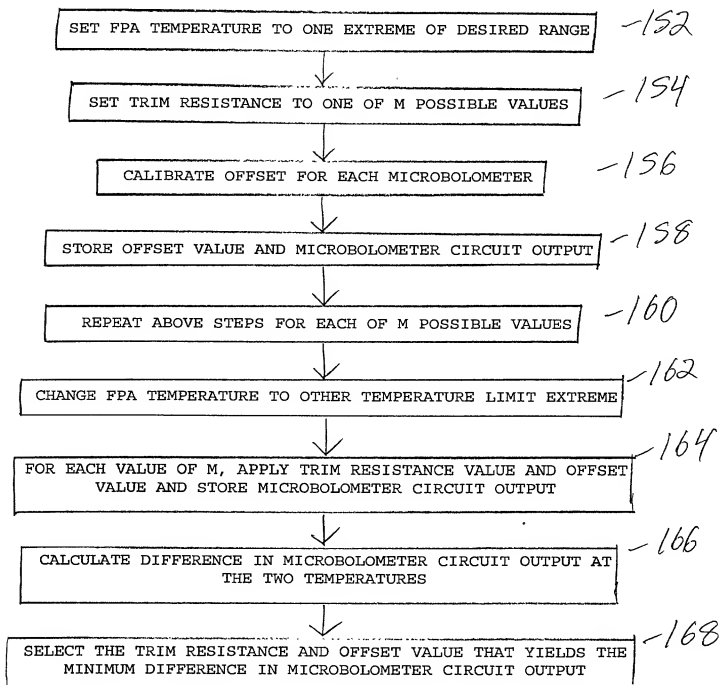 SET FPA TEMPERATURE TO ONE EXTREME OF DESIRED RANGE
152
SET TRIM RESISTANCE TO ONE OF M POSSIBLE VALUES
154
CALIBRATE OFFSET FOR EACH MICROBOLOMETER
156
STORE OFFSET VALUE AND MICROBOLOMETER CIRCUIT OUTPUT
158
REPEAT ABOVE STEPS FOR EACH OF M POSSIBLE VALUES
160
CHANGE FPA TEMPERATURE TO OTHER TEMPERATURE LIMIT EXTREME
162
FOR EACH VALUE OF M, APPLY TRIM RESISTANCE VALUE AND OFFSET
VALUE AND STORE MICROBOLOMETER CIRCUIT OUTPUT
164
CALCULATE DIFFERENCE IN MICROBOLOMETER CIRCUIT OUTPUT AT
THE TWO TEMPERATURES
166
SELECT THE TRIM RESISTANCE AND OFFSET VALUE THAT YIELDS THE
MINIMUM DIFFERENCE IN MICROBOLOMETER CIRCUIT OUTPUT
168